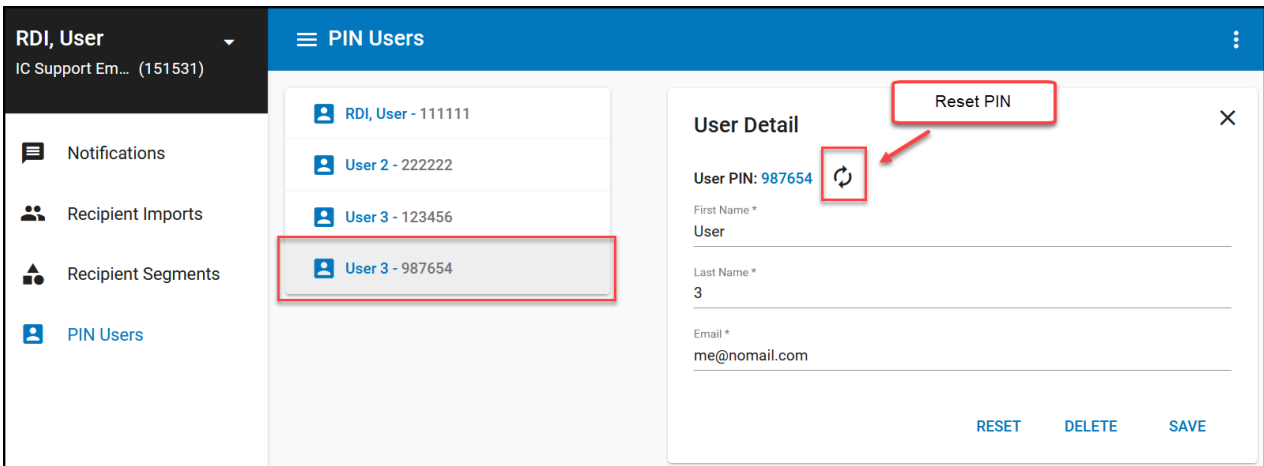 RDI, User
IC Support Em... (151531)
Notifications
Recipient Imports
Recipient Segments
PIN Users
PIN Users
RDI, User - 111111
User 2 - 222222
User 3 - 123456
User 3 - 987654
Reset PIN
User Detail
User PIN: 987654
First Name *
User
Last Name *
3
Email *
me@nomail.com
RESET DELETE SAVE